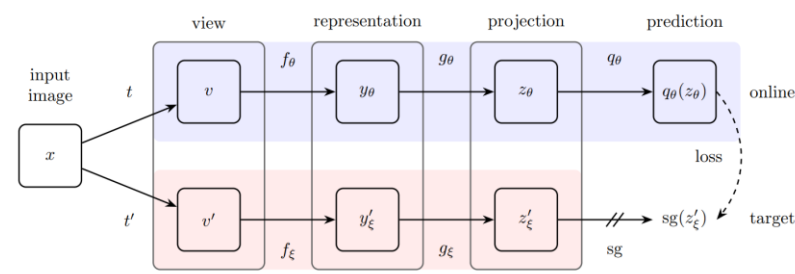 view representation projection prediction
input
image
t f_θ g_θ q_θ
v y_θ z_θ q_θ(z_θ) online
x
loss
t′ v′ y′_ξ z′_ξ sg(z′_ξ) target
f_ξ g_ξ sg